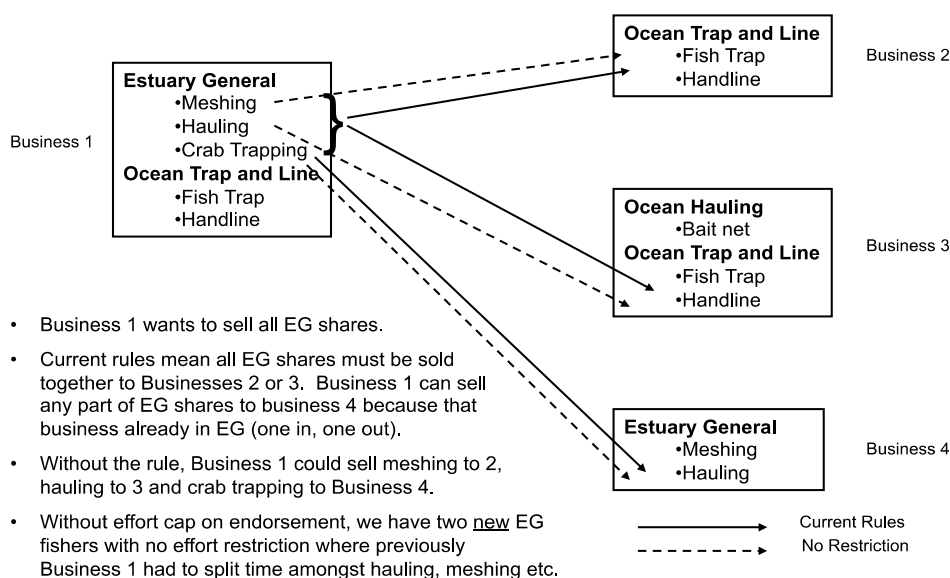 Business 1
Estuary General
•Meshing
•Hauling
•Crab Trapping
Ocean Trap and Line
•Fish Trap
•Handline
Ocean Trap and Line
•Fish Trap
•Handline
Business 2
Ocean Hauling
•Bait net
Ocean Trap and Line
•Fish Trap
•Handline
Business 3
Estuary General
•Meshing
•Hauling
Business 4
• Business 1 wants to sell all EG shares.
• Current rules mean all EG shares must be sold
together to Businesses 2 or 3. Business 1 can sell
any part of EG shares to business 4 because that
business already in EG (one in, one out).
• Without the rule, Business 1 could sell meshing to 2,
hauling to 3 and crab trapping to Business 4.
• Without effort cap on endorsement, we have two new EG
fishers with no effort restriction where previously
Business 1 had to split time amongst hauling, meshing etc.
Current Rules
No Restriction